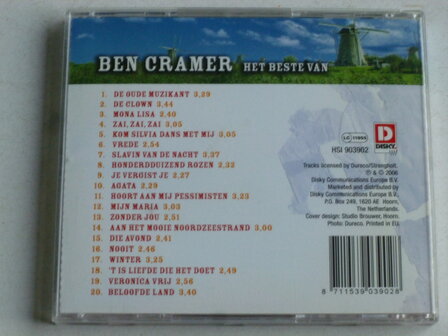 BEN CRAMER HET BESTE VAN
1. DE OUDE MUZIKANT 3,29
2. DE CLOWN 3,44
3. MONA LISA 2,40
4. ZAI, ZAI, ZAI 3,05
5. KOM SILVIA DANS MET MIJ 3,05
6. VREDE 2,54
7. SLAVIN VAN DE NACHT 3,37
8. HONDERDDUIZEND ROZEN 2,32
9. JE VERGIST JE 2,27
10. AGATA 2,29
11. HOORT AAN MIJ PESSIMISTEN 3,23
12. MIJN MARIA 3,03
13. ZONDER JOU 2,51
14. AAN HET MOOIE NOORDZEESTRAND 3,00
15. DIE AVOND 2,41
16. NOOIT 2,46
17. WINTER 3,25
18. 'T IS LIEFDE DIE HET DOET 2,49
19. VERONICA VRIJ 2,56
20. BELOOFDE LAND 3,40
LC 11955
D
DISKY
HSI 903902
Tracks licensed by Dureco/Strengholt.
℗ & © 2006
Disky Communications Europe B.V.
Marketed and distributed by
Disky Communications Europe B.V.
P.O. Box 249, 1620 AE Hoorn,
The Netherlands.
Cover design: Studio Brouwer, Hoorn.
Photo: Dureco. Printed in EU.
8 711539 039028